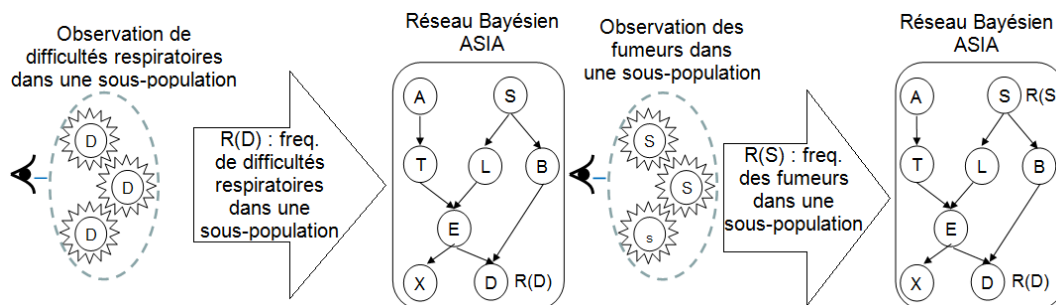 Observation de
difficultés respiratoires
dans une sous-population
D
D
D
R(D) : freq.
de difficultés
respiratoires
dans une
sous-population
Réseau Bayésien
ASIA
A
S
T
L
B
E
X
D
R(D)
Observation des
fumeurs dans
une sous-population
S
S
s
R(S) : freq.
des fumeurs
dans une
sous-population
Réseau Bayésien
ASIA
A
S
R(S
T
L
B
E
X
D
R(D)